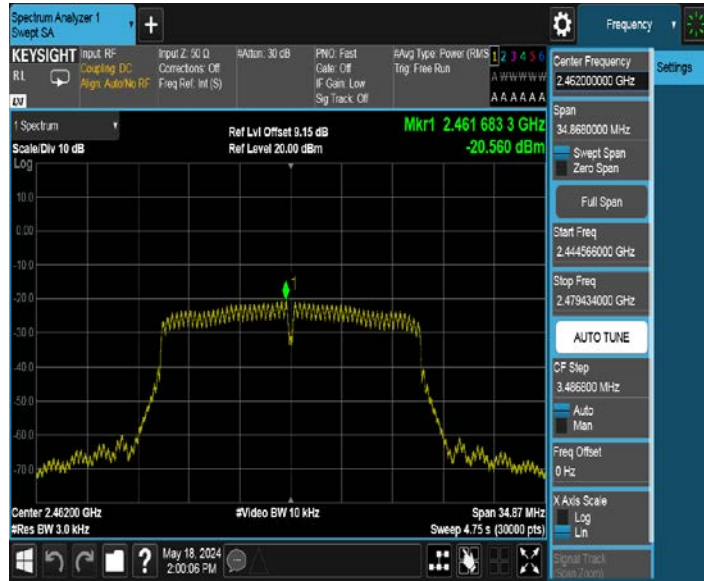 Spectrum Analyzer 1
Swept SA
+
Frequency
KEYSIGHT
RL
Input: RF
Coupling: DC
Align: Auto/No RF
Input Z: 50 Ω
Corrections: Off
Freq Ref: Int (S)
#Atten: 30 dB
PNO: Fast
Gate: Off
IF Gain: Low
Sig Track: Off
#Avg Type: Power (RMS
Trig: Free Run
1 2 3 4 5 6
A W W W W W
A A A A A A
1 Spectrum
Scale/Div 10 dB
Log
Ref Lvl Offset 9.15 dB
Ref Level 20.00 dBm
Mkr1 2.461 683 3 GHz
-20.560 dBm
10.0
0.00
-10.0
-20.0
-30.0
-40.0
-50.0
-60.0
-70.0
1
Center 2.46200 GHz
#Res BW 3.0 kHz
#Video BW 10 kHz
Span 34.87 MHz
Sweep 4.75 s (30000 pts)
May 18, 2024
2:00:06 PM
?
Center Frequency
2.462000000 GHz
Span
34.8680000 MHz
Swept Span
Zero Span
Full Span
Start Freq
2.444566000 GHz
Stop Freq
2.479434000 GHz
AUTO TUNE
CF Step
3.486800 MHz
Auto
Man
Freq Offset
0 Hz
X Axis Scale
Log
Lin
Signal Track
(Span Zoom)
Settings